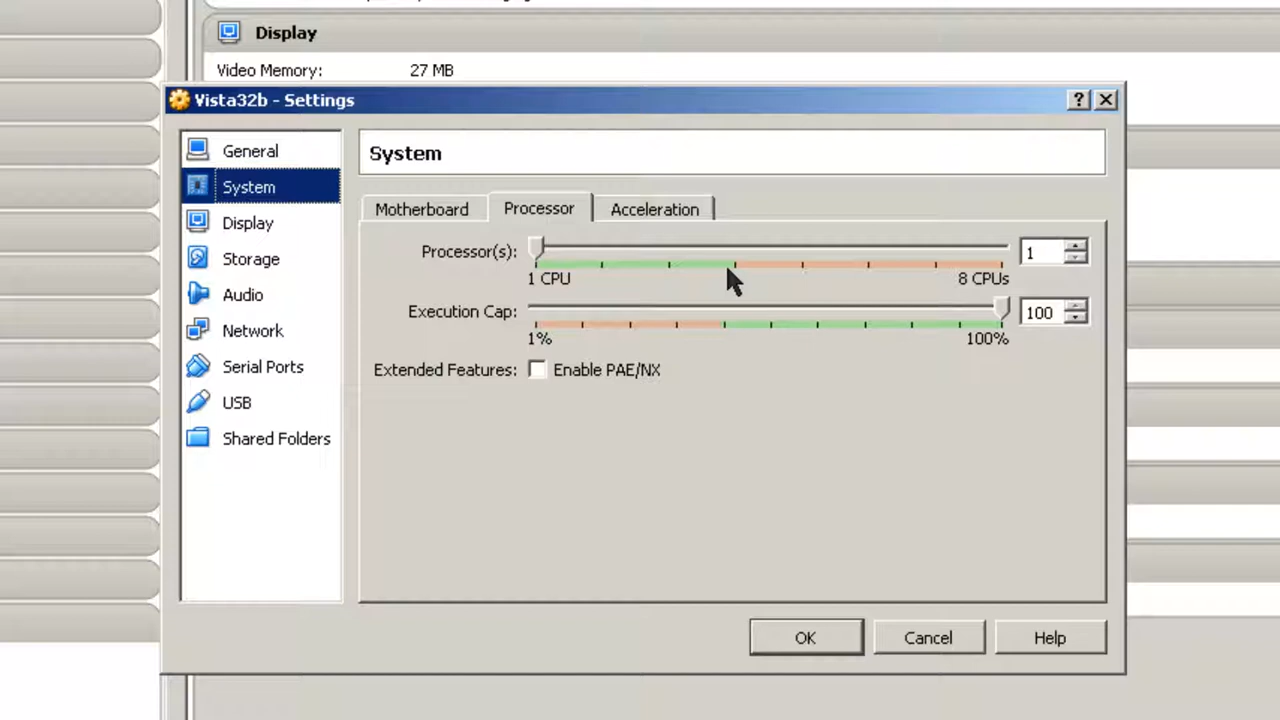 Display
Video Memory: 27 MB
Vista32b - Settings
?
General
System
Display
Storage
Audio
Network
Serial Ports
USB
Shared Folders
System
Motherboard Processor Acceleration
Processor(s): 1
1 CPU 8 CPUs
Execution Cap: 100
1% 100%
Extended Features: Enable PAE/NX
OK Cancel Help